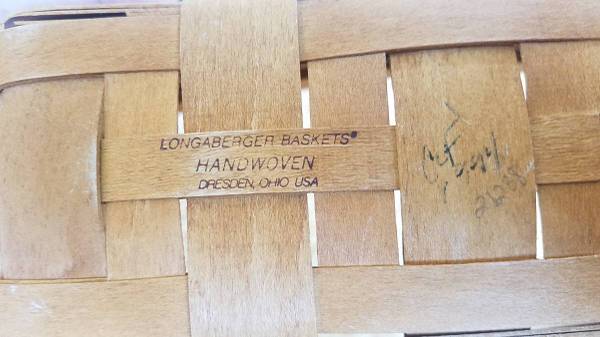 LONGABERGER BASKETS®
HANDWOVEN
DRESDEN, OHIO USA